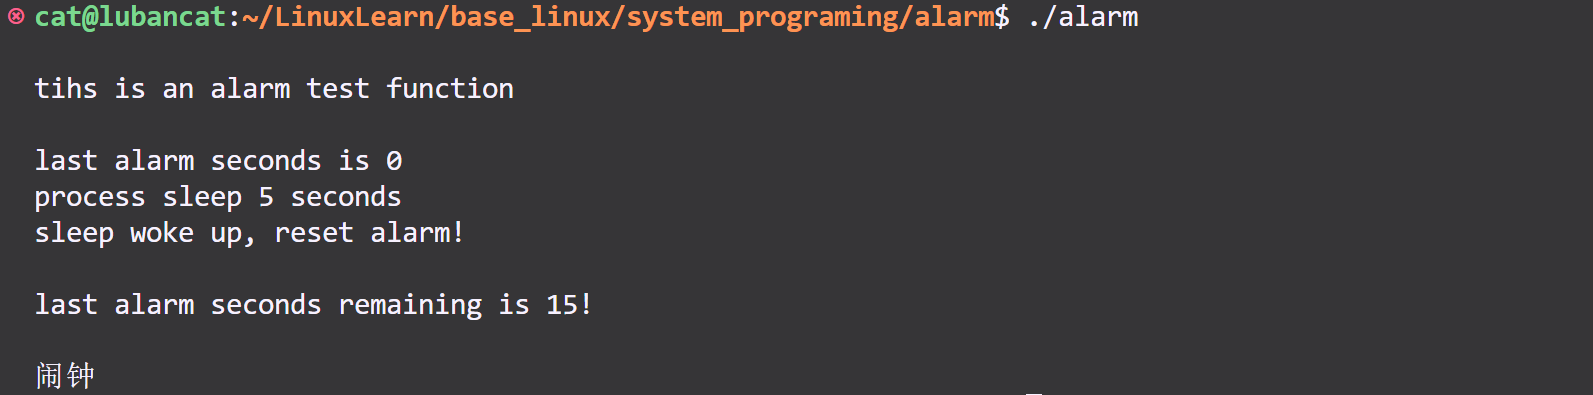 cat@lubancat:~/LinuxLearn/base_linux/system_programing/alarm$ ./alarm
tihs is an alarm test function
last alarm seconds is 0
process sleep 5 seconds
sleep woke up, reset alarm!
last alarm seconds remaining is 15!
闹钟